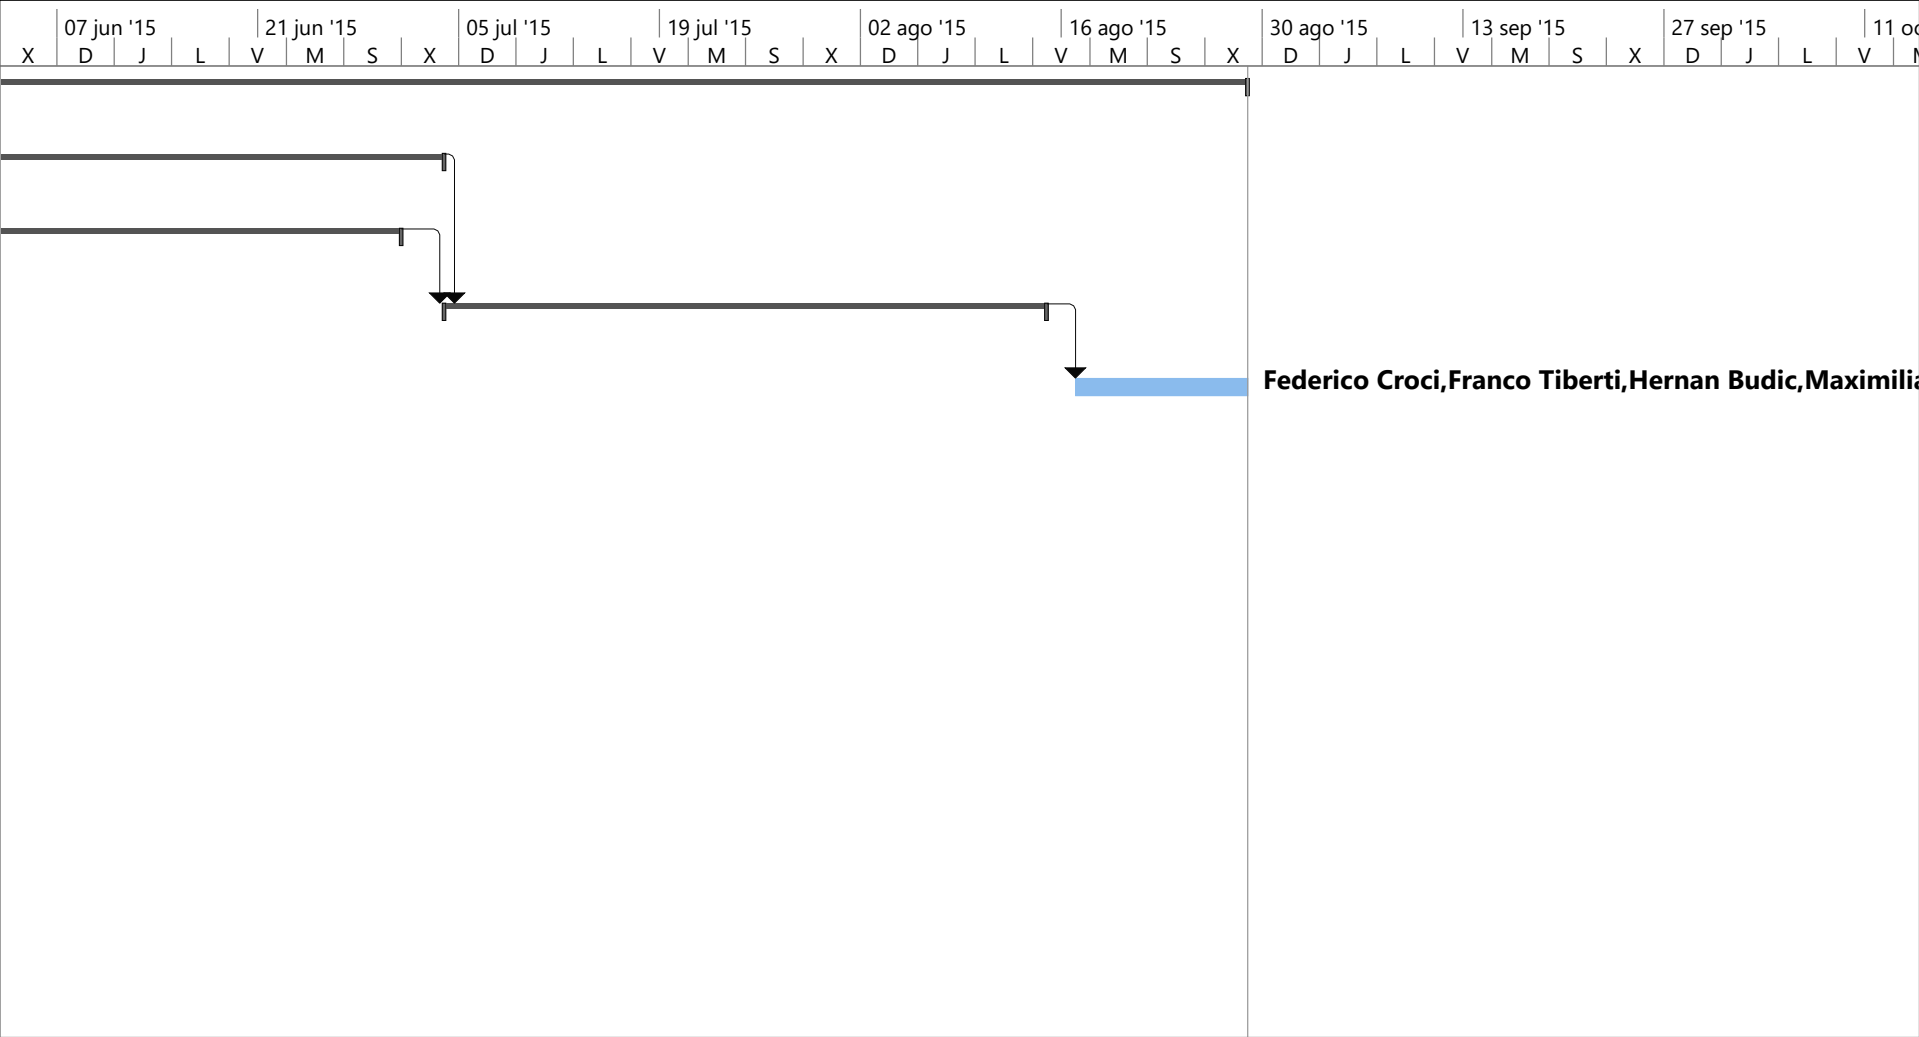 07 jun '15 21 jun '15 05 jul '15 19 jul '15 02 ago '15 16 ago '15 30 ago '15 13 sep '15 27 sep '15 11
X D J L V M S X D J L V M S X D J L V M S X D J L V M S X D J L V
Federico Croci,Franco Tiberti,Hernan Budic,